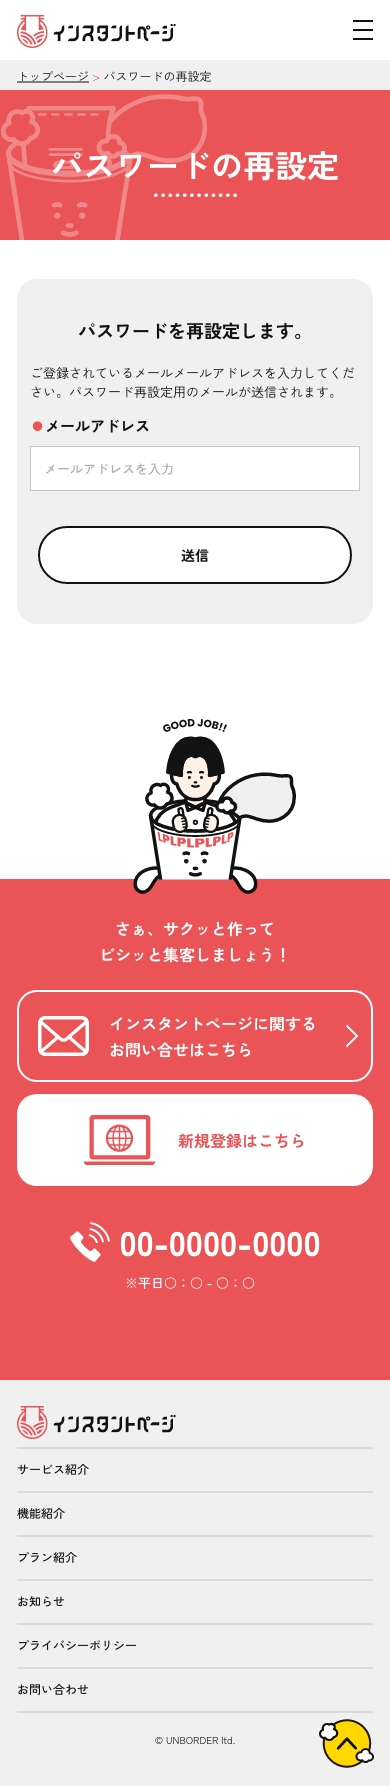 インスタントページ
トップページ > パスワードの再設定
パスワードの再設定
パスワードを再設定します。
ご登録されているメールメールアドレスを入力してくだ
さい。パスワード再設定用のメールが送信されます。
●メールアドレス
メールアドレスを入力
送信
GOOD JOB!!
LPLPLPLPLP
さぁ、サクッと作って
ビシッと集客しましょう！
インスタントページに関する
お問い合せはこちら
新規登録はこちら
00-0000-0000
※平日〇：〇 - 〇：〇
インスタントページ
サービス紹介
機能紹介
プラン紹介
お知らせ
プライバシーポリシー
お問い合わせ
© UNBORDER ltd.